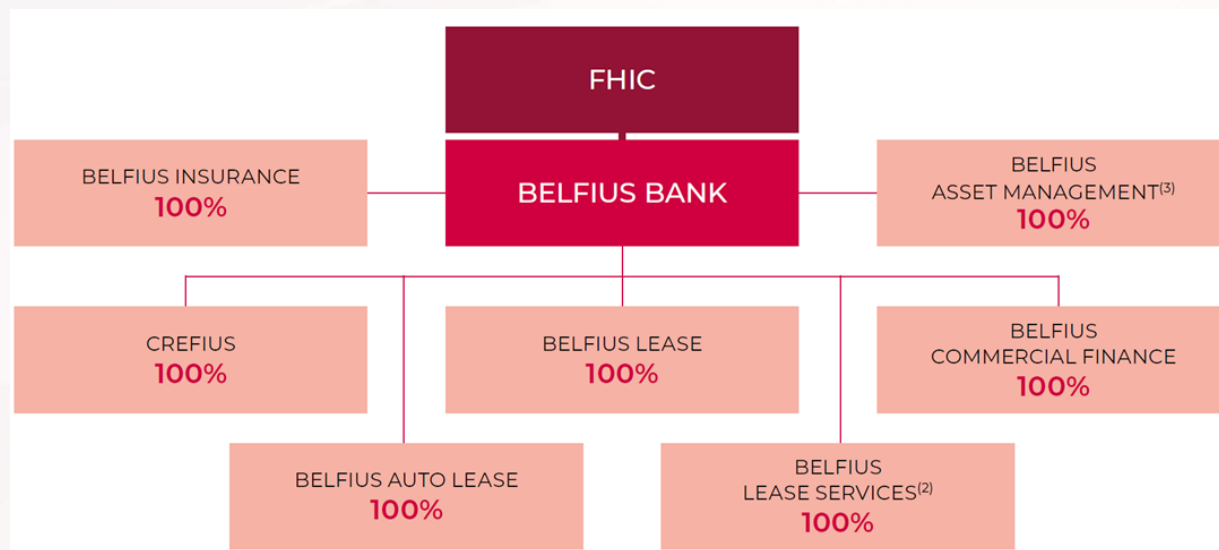 FHIC
BELFIUS INSURANCE
100%
BELFIUS BANK
BELFIUS
ASSET MANAGEMENT(3)
100%
CREFIUS
100%
BELFIUS LEASE
100%
BELFIUS
COMMERCIAL FINANCE
100%
BELFIUS AUTO LEASE
100%
BELFIUS
LEASE SERVICES(2)
100%